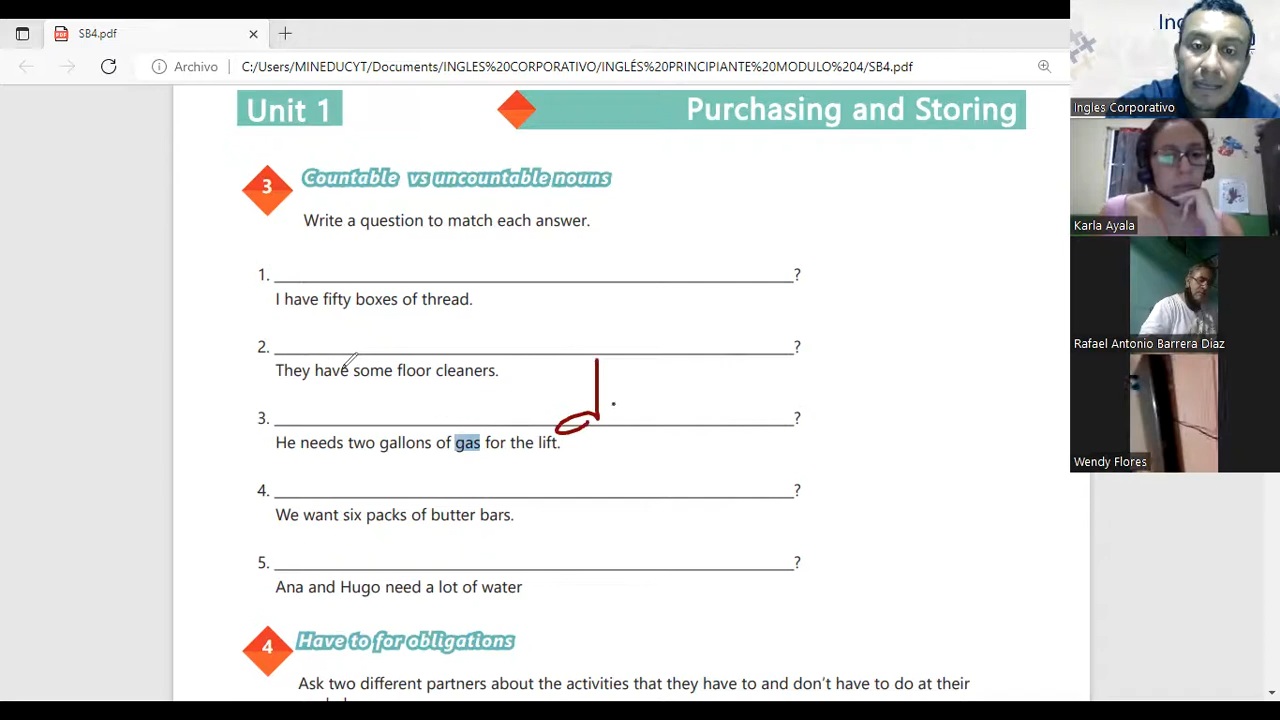 SB4.pdf
Archivo
C:/Users/MINEDUCYT/Documents/INGLES%20CORPORATIVO/INGLÉS%20PRINCIPIANTE%20MODULO%204/SB4.pdf
Unit 1
Purchasing and Storing
3
Countable vs uncountable nouns
Write a question to match each answer.
1. ?
I have fifty boxes of thread.
2. ?
They have some floor cleaners.
3. ?
He needs two gallons of gas for the lift.
4. ?
We want six packs of butter bars.
5. ?
Ana and Hugo need a lot of water
4
Have to for obligations
Ask two different partners about the activities that they have to and don't have to do at their
Ingles Corporativo
Karla Ayala
Rafael Antonio Barrera Diaz
Wendy Flores